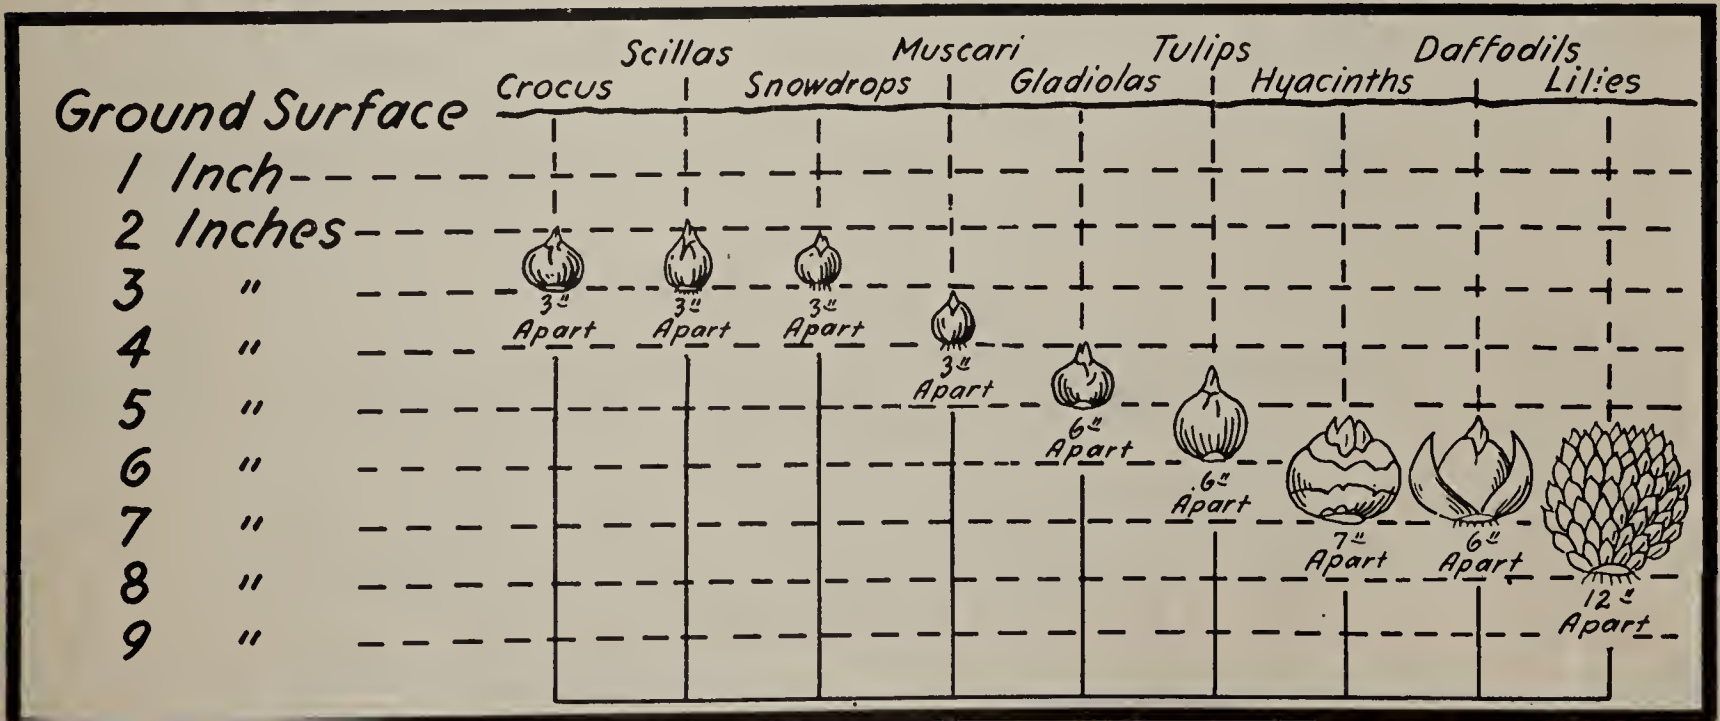 Scillas Muscari Tulips Daffodils
Crocus Snowdrops Gladiolas Hyacinths Lilies
Ground Surface
1 Inch
2 Inches
3 "
4 "
5 "
6 "
7 "
8 "
9 "
3" Apart
3" Apart
3" Apart
3" Apart
6" Apart
6" Apart
7" Apart
6" Apart
12" Apart